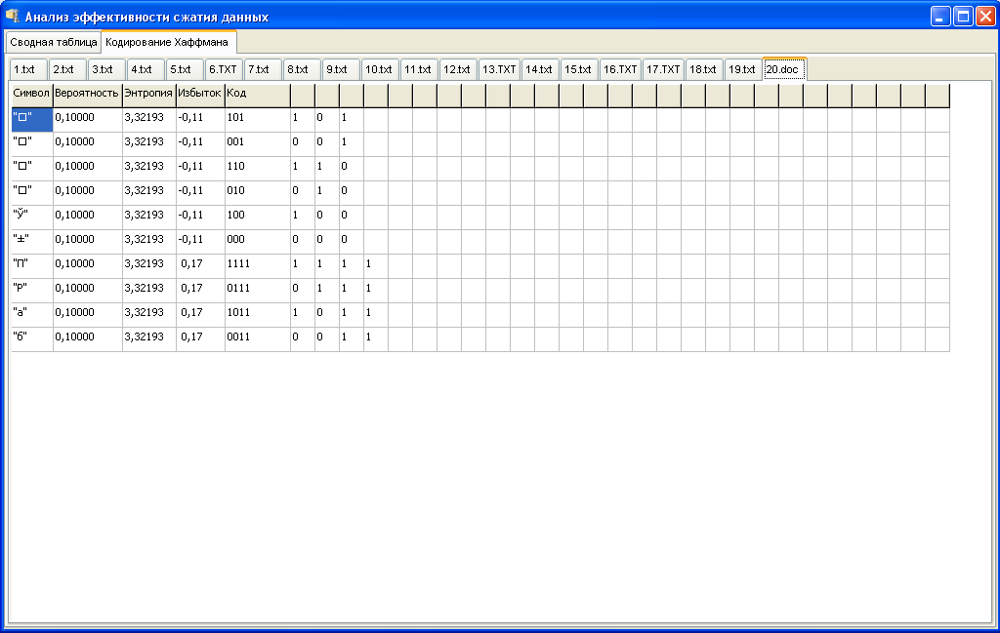 Анализ эффективности сжатия данных
Сводная таблица Кодирование Хаффмана
1.txt 2.txt 3.txt 4.txt 5.txt 6.TXT 7.txt 8.txt 9.txt 10.txt 11.txt 12.txt 13.TXT 14.txt 15.txt 16.TXT 17.TXT 18.txt 19.txt 20.doc
Символ Вероятность Энтропия Избыток Код
"□" 0,10000 3,32193 -0,11 101 1 0 1
"□" 0,10000 3,32193 -0,11 001 0 0 1
"□" 0,10000 3,32193 -0,11 110 1 1 0
"□" 0,10000 3,32193 -0,11 010 0 1 0
"Ў" 0,10000 3,32193 -0,11 100 1 0 0
"±" 0,10000 3,32193 -0,11 000 0 0 0
"П" 0,10000 3,32193 0,17 1111 1 1 1 1
"Р" 0,10000 3,32193 0,17 0111 0 1 1 1
"а" 0,10000 3,32193 0,17 1011 1 0 1 1
"б" 0,10000 3,32193 0,17 0011 0 0 1 1